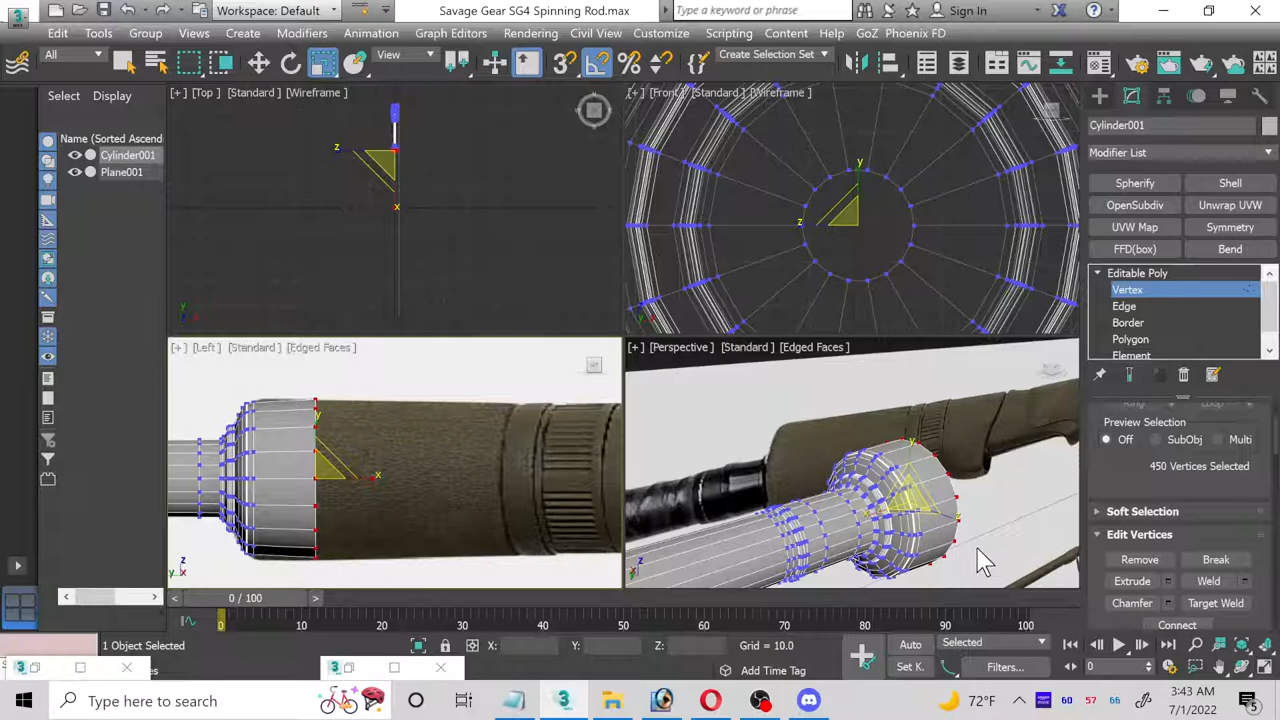 Savage Gear SG4 Spinning Rod.max
Workspace: Default
Type a keyword or phrase
Sign In
Edit Tools Group Views Create Modifiers Animation Graph Editors Rendering Civil View Customize Scripting Content Help GoZ Phoenix FD
All
View
Create Selection Set
Select Display
[+] [Top] [Standard] [Wireframe]
[+] [Front] [Standard] [Wireframe]
Name (Sorted Ascend
Cylinder001
Plane001
Cylinder001
Modifier List
Spherify Shell
OpenSubdiv Unwrap UVW
UVW Map Symmetry
FFD(box) Bend
Editable Poly
Vertex
Edge
Border
Polygon
Element
[+] [Left] [Standard] [Edged Faces]
[+] [Perspective] [Standard] [Edged Faces]
Preview Selection
Off SubObj Multi
450 Vertices Selected
Soft Selection
Edit Vertices
Remove Break
Extrude Weld
Chamfer Target Weld
Connect
0 / 100
0 10 20 30 40 50 60 70 80 90 100
1 Object Selected
X: Y: Z: Grid = 10.0
Auto Selected
Add Time Tag
Set K. Filters...
0
Type here to search
72°F
60 57 66
3:43 AM
7/1/2022
5